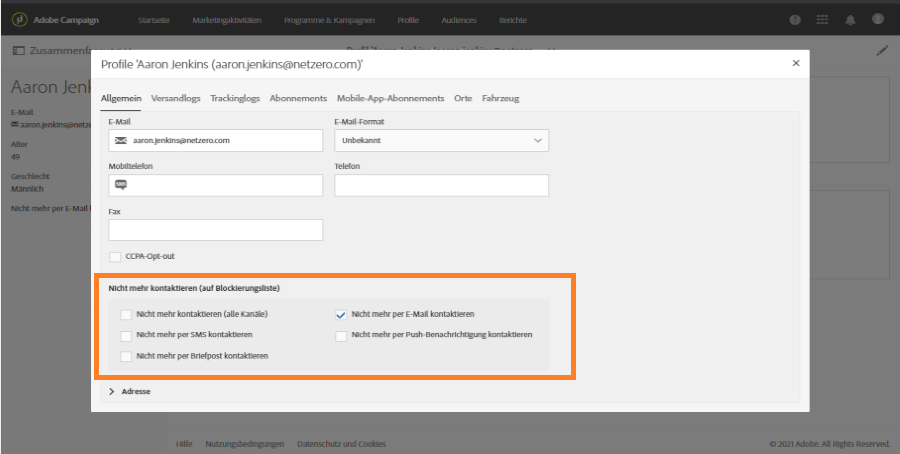 Adobe Campaign Startseite Marketingaktivitäten Programme & Kampagnen Profile Audiences Berichte
Profile 'Aaron Jenkins (aaron.jenkins@netzero.com)'
Aaron Jenk
Allgemein Versandlogs Trackinglogs Abonnements Mobile-App-Abonnements Orte Fahrzeug
E-Mail
aaron.jenkins@netze
Alter
49
Geschlecht
Männlich
Nicht mehr per E-Mail
E-Mail E-Mail-Format
aaron.jenkins@netzero.com Unbekannt
Mobiltelefon Telefon
SMS
Fax
CCPA-Opt-out
Nicht mehr kontaktieren (auf Blockierungsliste)
Nicht mehr kontaktieren (alle Kanäle) Nicht mehr per E-Mail kontaktieren
Nicht mehr per SMS kontaktieren Nicht mehr per Push-Benachrichtigung kontaktieren
Nicht mehr per Briefpost kontaktieren
Adresse
Hilfe Nutzungsbedingungen Datenschutz und Cookies © 2021 Adobe. All Rights Reserved.